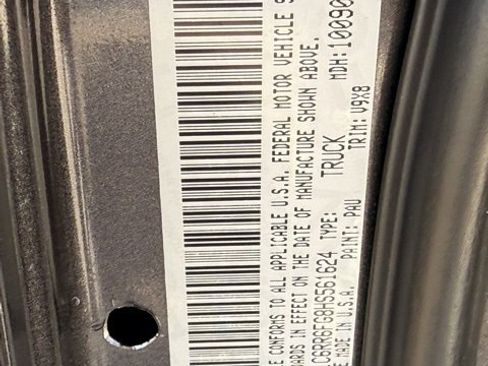 E CONFORMS TO ALL APPLICABLE U.S.A. FEDERAL MOTOR VEHICLE S
ARDS IN EFFECT ON THE DATE OF MANUFACTURE SHOWN ABOVE.
C6RR6FG8HS561624 TYPE: TRUCK MDH:10090
E MADE IN U.S.A. PAINT: PAU TRIM: V9X8